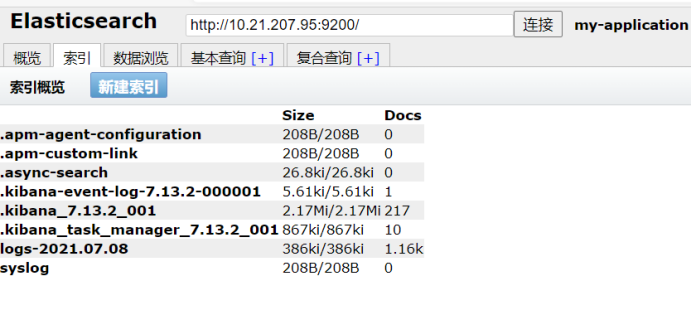 Elasticsearch http://10.21.207.95:9200/ 连接 my-application
概览 索引 数据浏览 基本查询 [+] 复合查询 [+]
索引概览 新建索引
Size Docs
.apm-agent-configuration 208B/208B 0
.apm-custom-link 208B/208B 0
.async-search 26.8ki/26.8ki 0
.kibana-event-log-7.13.2-000001 5.61ki/5.61ki 1
.kibana_7.13.2_001 2.17Mi/2.17Mi 217
.kibana_task_manager_7.13.2_001 867ki/867ki 10
logs-2021.07.08 386ki/386ki 1.16k
syslog 208B/208B 0